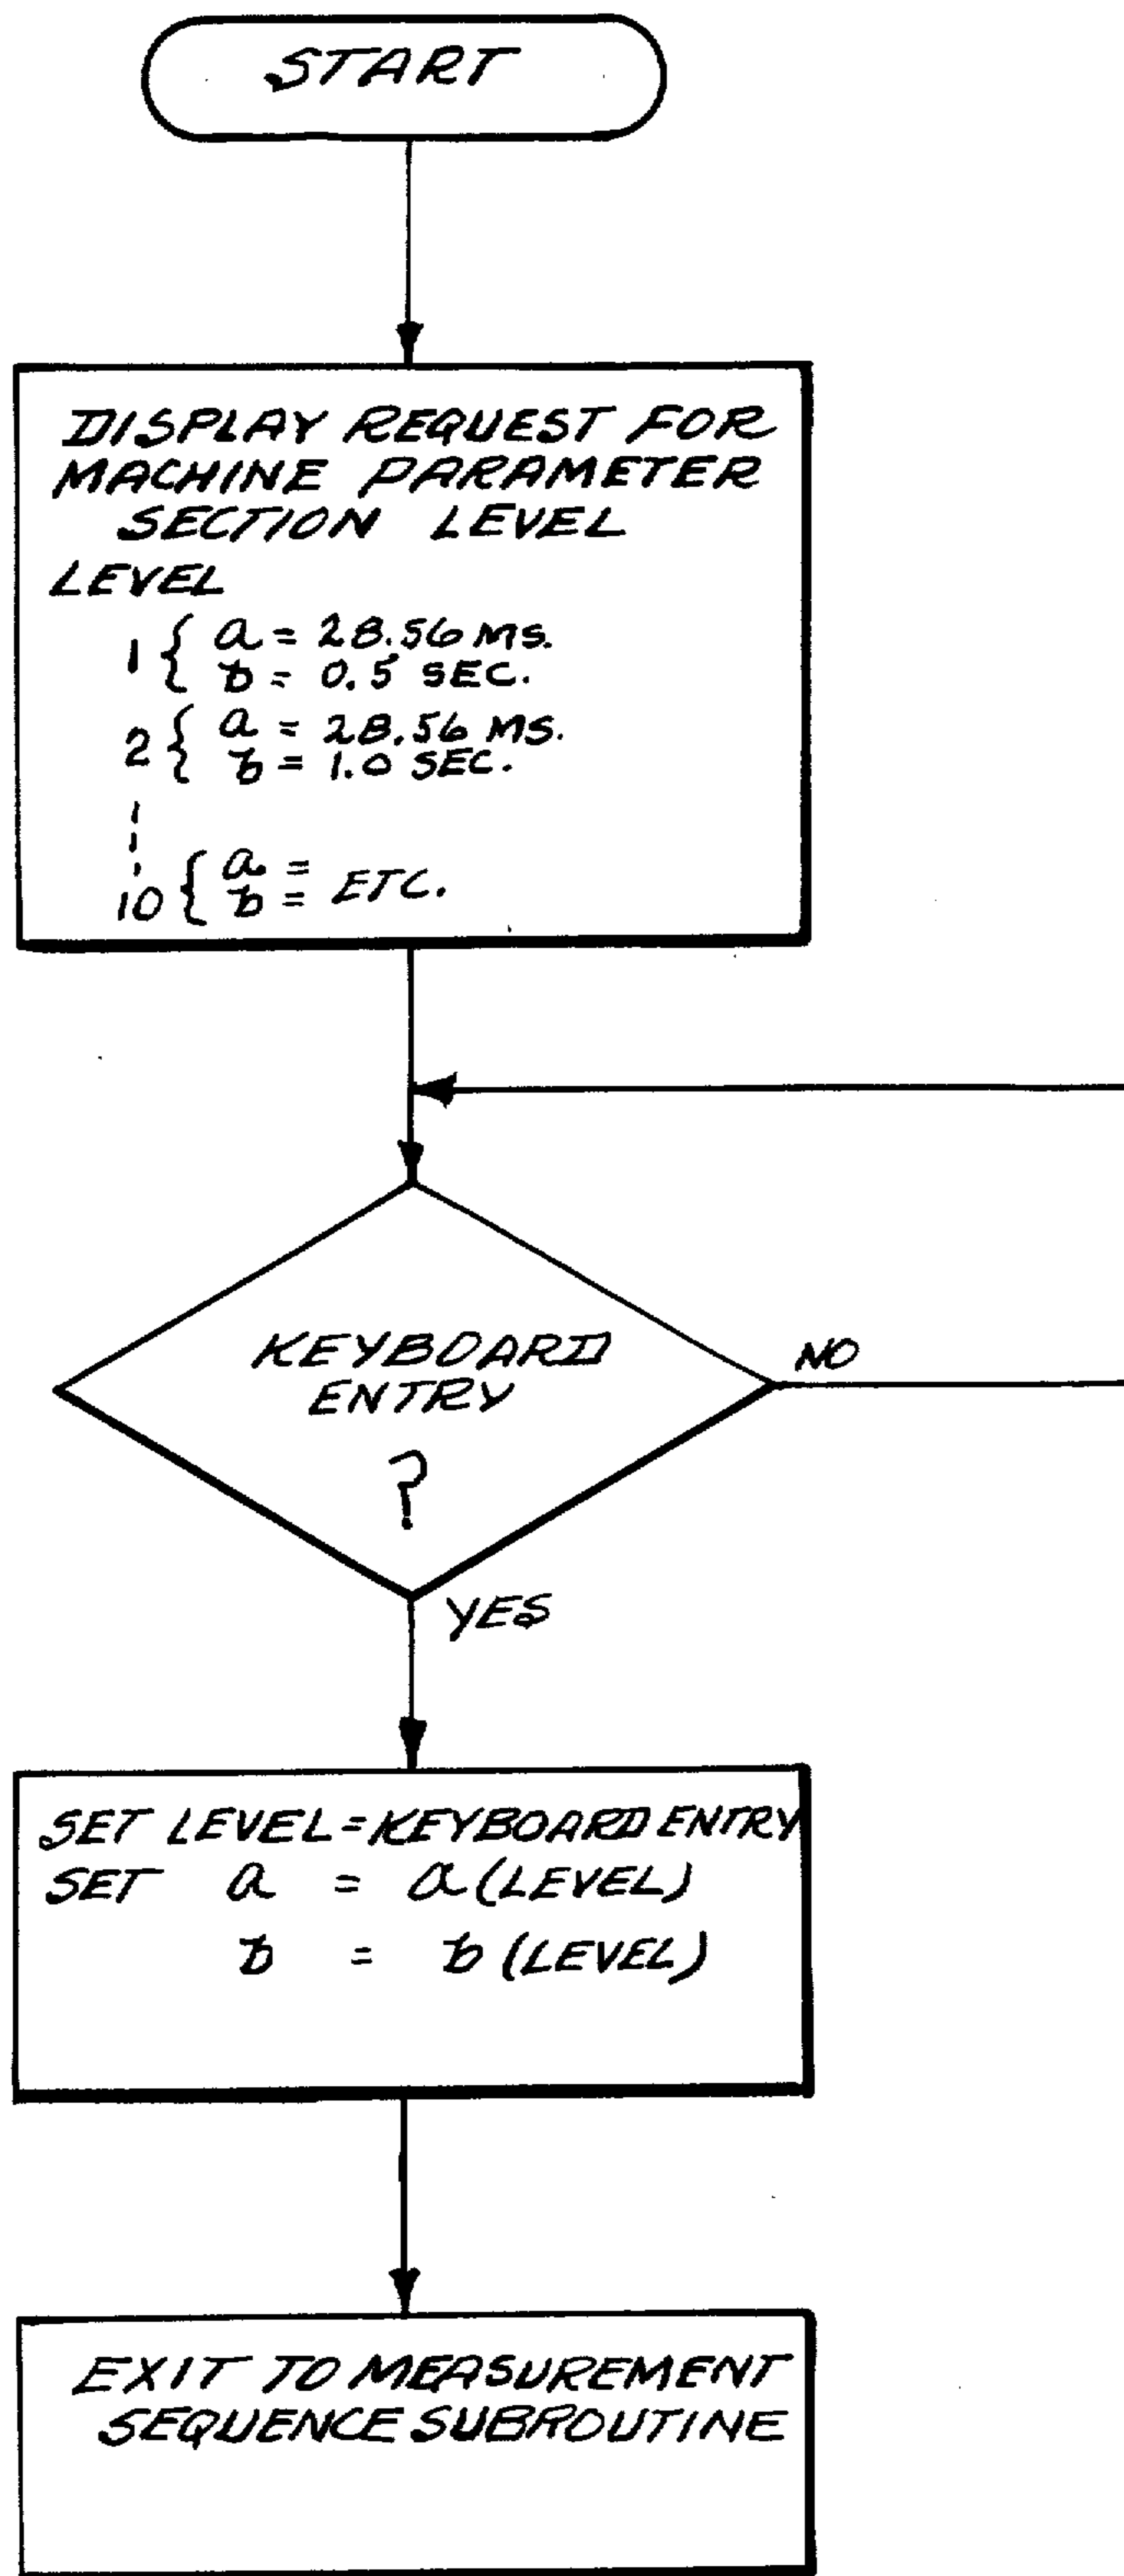 START
DISPLAY REQUEST FOR
MACHINE PARAMETER
SECTION LEVEL
LEVEL
1 { a = 28.56 MS.
b = 0.5 SEC.
2 { a = 28.56 MS.
b = 1.0 SEC.
10 { a =
b = ETC.
KEYBOARD
ENTRY
?
NO
YES
SET LEVEL=KEYBOARD ENTRY
SET a = a (LEVEL)
b = b (LEVEL)
EXIT TO MEASUREMENT
SEQUENCE SUBROUTINE